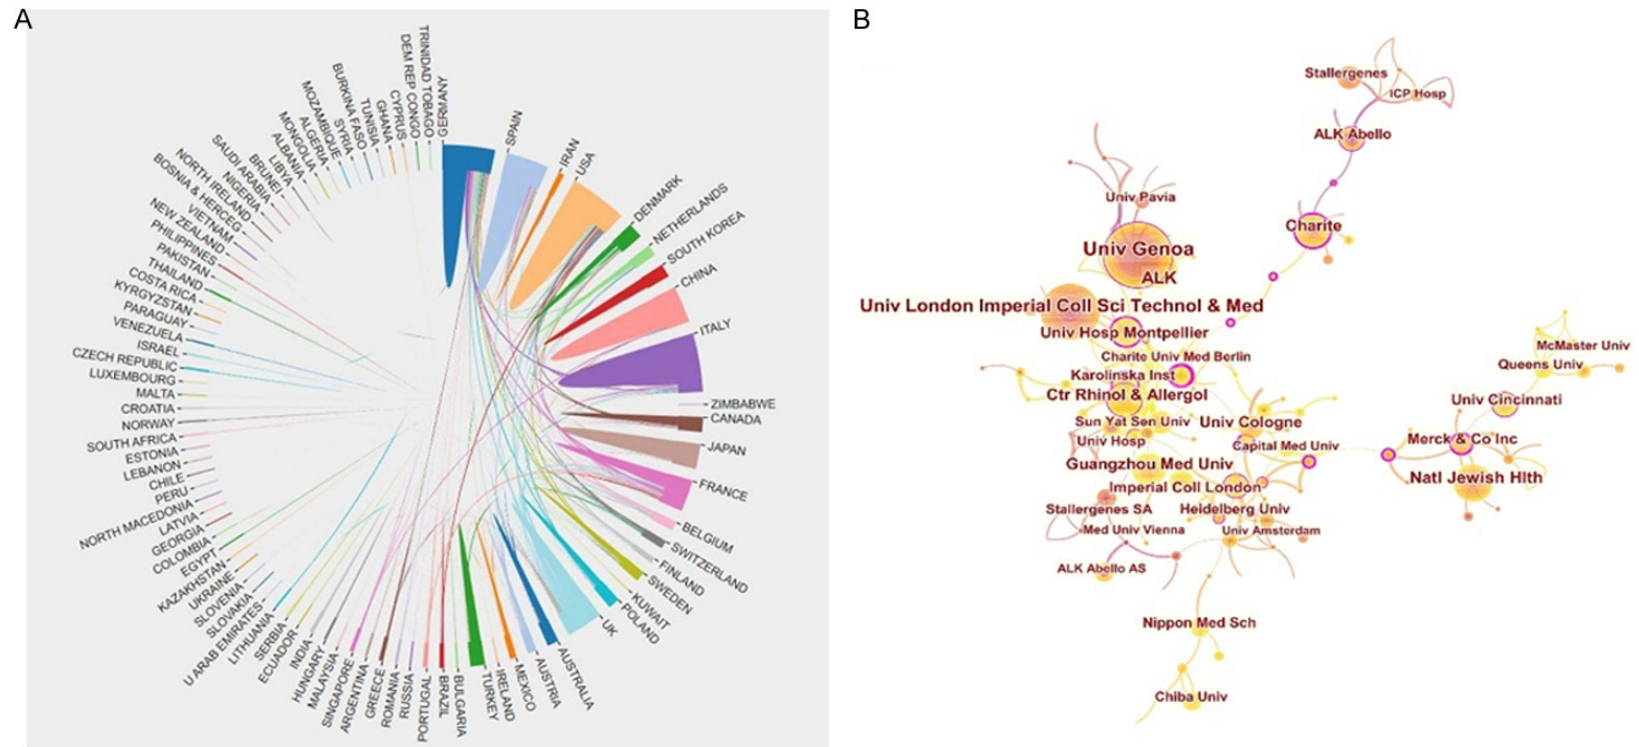 A
TRINIDAD TOBAGO
DEM REP CONGO
CYPRUS
GHANA
TUNISIA
BURKINA FASO
SYRIA
MOZAMBIQUE
ALGERIA
MONGOLIA
ALBANIA
LIBYA
BRUNEI
SAUDI ARABIA
NIGERIA
NORTH IRELAND
BOSNIA & HERCEG
VIETNAM
NEW ZEALAND
PHILIPPINES
PAKISTAN
THAILAND
COSTA RICA
KYRGYZSTAN
PARAGUAY
VENEZUELA
ISRAEL
CZECH REPUBLIC
LUXEMBOURG
MALTA
CROATIA
NORWAY
SOUTH AFRICA
ESTONIA
LEBANON
CHILE
PERU
NORTH MACEDONIA
LATVIA
GEORGIA
COLOMBIA
EGYPT
KAZAKHSTAN
UKRAINE
SLOVENIA
SLOVAKIA
U ARAB EMIRATES
LITHUANIA
SERBIA
ECUADOR
INDIA
HUNGARY
MALAYSIA
SINGAPORE
ARGENTINA
GREECE
ROMANIA
RUSSIA
PORTUGAL
BRAZIL
BULGARIA
TURKEY
IRELAND
MEXICO
AUSTRIA
AUSTRALIA
UK
POLAND
KUWAIT
SWEDEN
FINLAND
SWITZERLAND
BELGIUM
FRANCE
JAPAN
CANADA
ZIMBABWE
ITALY
CHINA
SOUTH KOREA
NETHERLANDS
DENMARK
USA
IRAN
SPAIN
GERMANY
B
Stallergenes
ICP Hosp
ALK Abello
Univ Pavia
Charite
Univ Genoa
ALK
Univ London Imperial Coll Sci Technol & Med
Univ Hosp Montpellier
Charite Univ Med Berlin
Karolinska Inst
Ctr Rhinol & Allergol
Sun Yat Sen Univ
Univ Cologne
Univ Hosp
Capital Med Univ
Guangzhou Med Univ
Imperial Coll London
Stallergenes SA
Heidelberg Univ
Med Univ Vienna
Univ Amsterdam
ALK Abello AS
Nippon Med Sch
Chiba Univ
McMaster Univ
Queens Univ
Univ Cincinnati
Merck & Co Inc
Natl Jewish Hlth